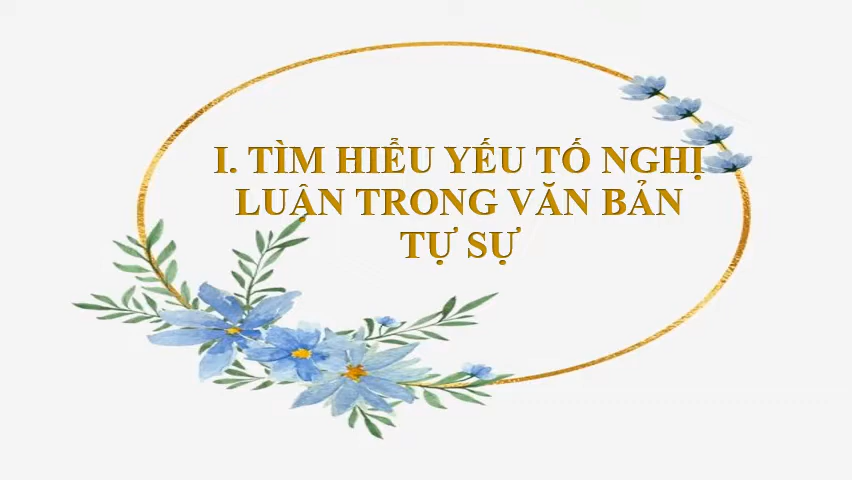 I. TÌM HIỂU YẾU TỐ NGHỊ
LUẬN TRONG VĂN BẢN
TỰ SỰ